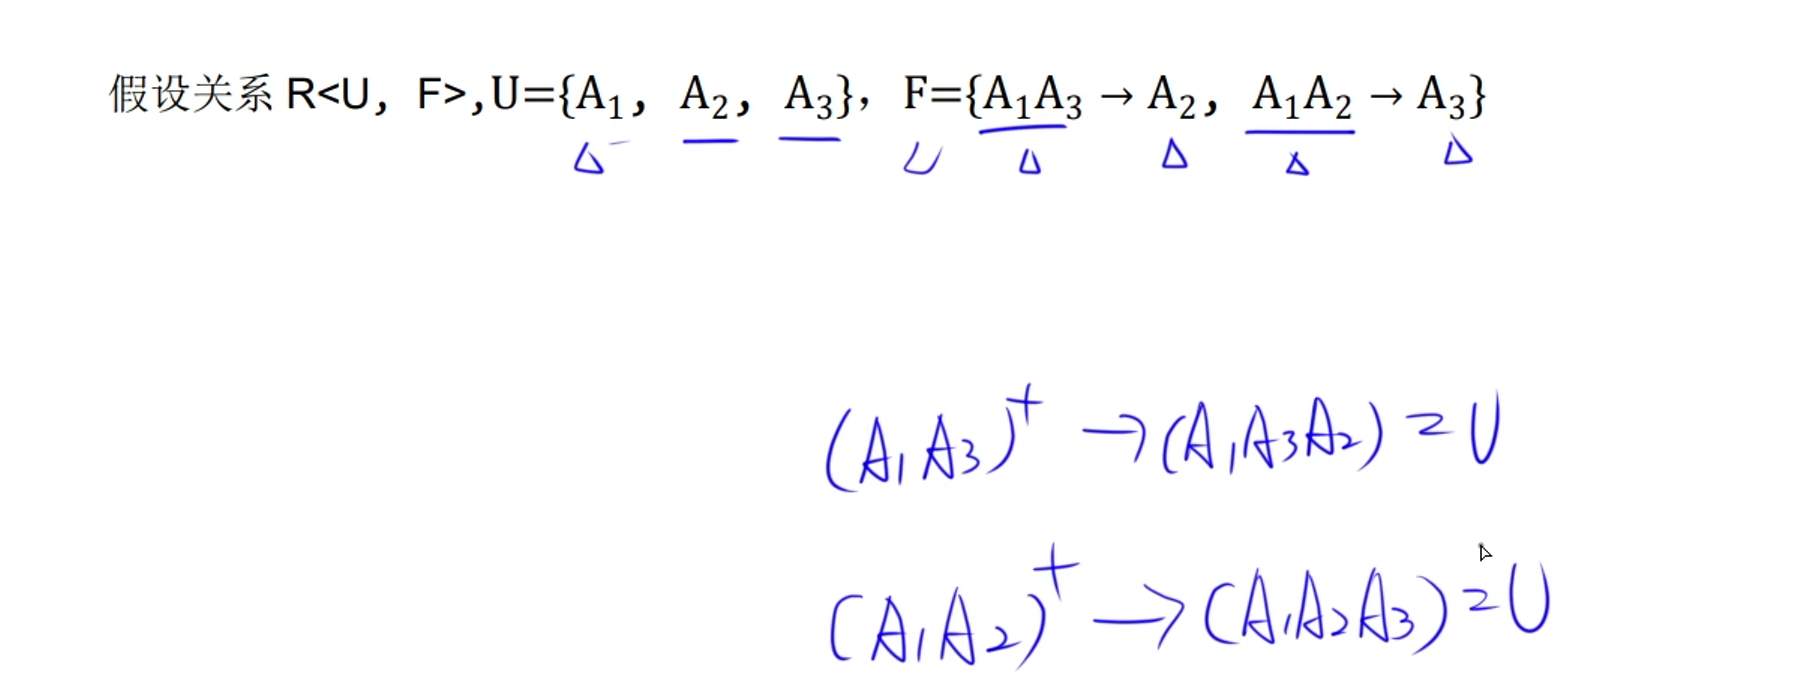 假设关系 R<U, F>,U={A₁, A₂, A₃}, F={A₁A₃ → A₂, A₁A₂ → A₃}
(A₁A₃)⁺ → (A₁A₃A₂) = U
(A₁A₂)⁺ → (A₁A₂A₃) = U